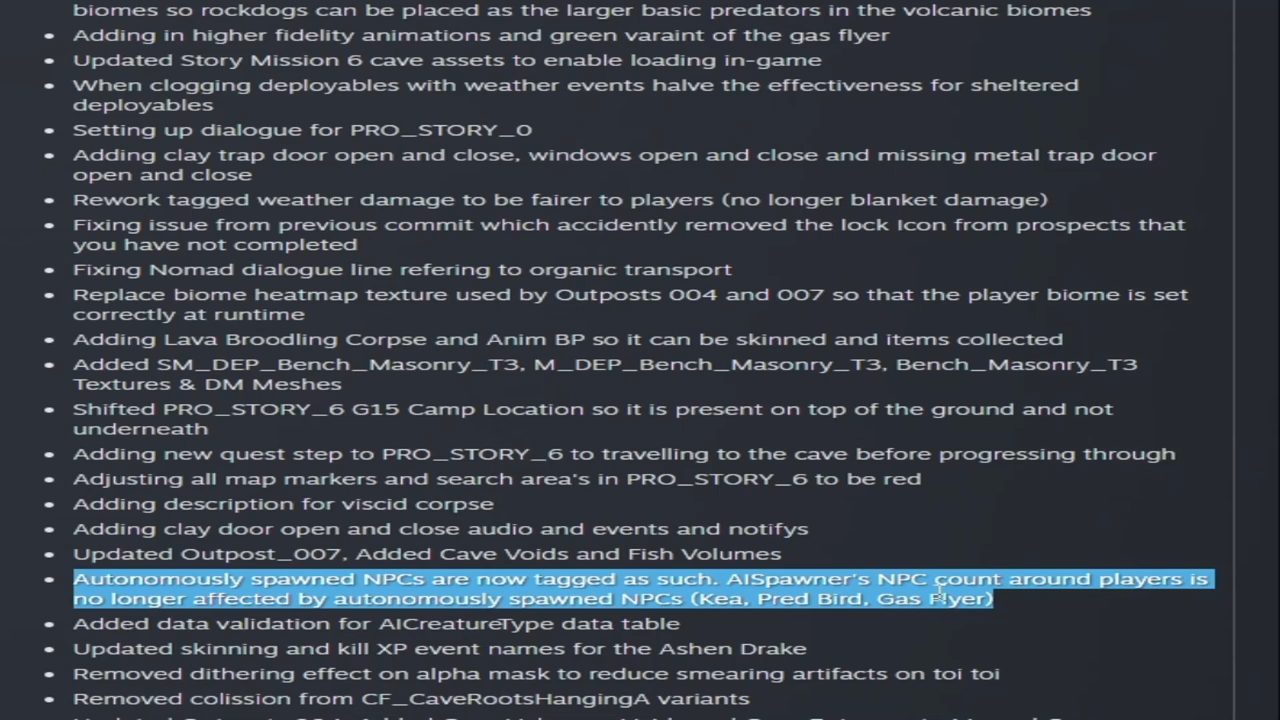 biomes so rockdogs can be placed as the larger basic predators in the volcanic biomes
• Adding in higher fidelity animations and green varaint of the gas flyer
• Updated Story Mission 6 cave assets to enable loading in-game
• When clogging deployables with weather events halve the effectiveness for sheltered
deployables
• Setting up dialogue for PRO_STORY_0
• Adding clay trap door open and close, windows open and close and missing metal trap door
open and close
• Rework tagged weather damage to be fairer to players (no longer blanket damage)
• Fixing issue from previous commit which accidently removed the lock Icon from prospects that
you have not completed
• Fixing Nomad dialogue line refering to organic transport
• Replace biome heatmap texture used by Outposts 004 and 007 so that the player biome is set
correctly at runtime
• Adding Lava Broodling Corpse and Anim BP so it can be skinned and items collected
• Added SM_DEP_Bench_Masonry_T3, M_DEP_Bench_Masonry_T3, Bench_Masonry_T3
Textures & DM Meshes
• Shifted PRO_STORY_6 G15 Camp Location so it is present on top of the ground and not
underneath
• Adding new quest step to PRO_STORY_6 to travelling to the cave before progressing through
• Adjusting all map markers and search area's in PRO_STORY_6 to be red
• Adding description for viscid corpse
• Adding clay door open and close audio and events and notifys
• Updated Outpost_007, Added Cave Voids and Fish Volumes
• Autonomously spawned NPCs are now tagged as such. AISpawner's NPC count around players is
no longer affected by autonomously spawned NPCs (Kea, Pred Bird, Gas Flyer)
• Added data validation for AICreatureType data table
• Updated skinning and kill XP event names for the Ashen Drake
• Removed dithering effect on alpha mask to reduce smearing artifacts on toi toi
• Removed colission from CF_CaveRootsHangingA variants